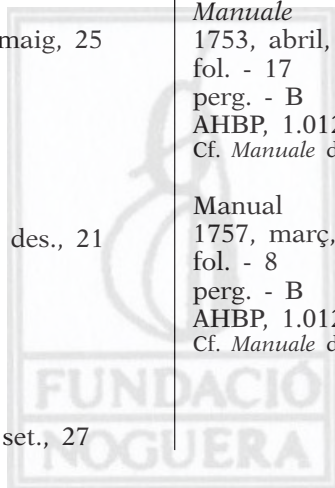 maig, 25
des., 21
set., 27
Manuale
1753, abril,
fol. - 17
perg. - B
AHBP, 1.012
Cf. Manuale d
Manual
1757, març,
fol. - 8
perg. - B
AHBP, 1.012
Cf. Manuale d
FUNDACIÓ
NOGUERA